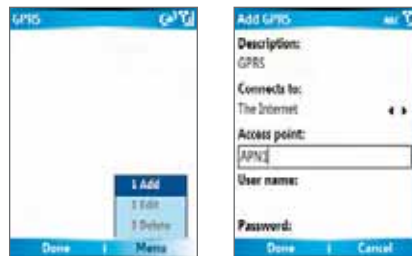 GPRS
1 Add
2 Edit
3 Delete
Done
Menu
Add GPRS
Description:
GPRS
Connects to:
The Internet
Access point:
APN1
User name:
Password:
Done
Cancel